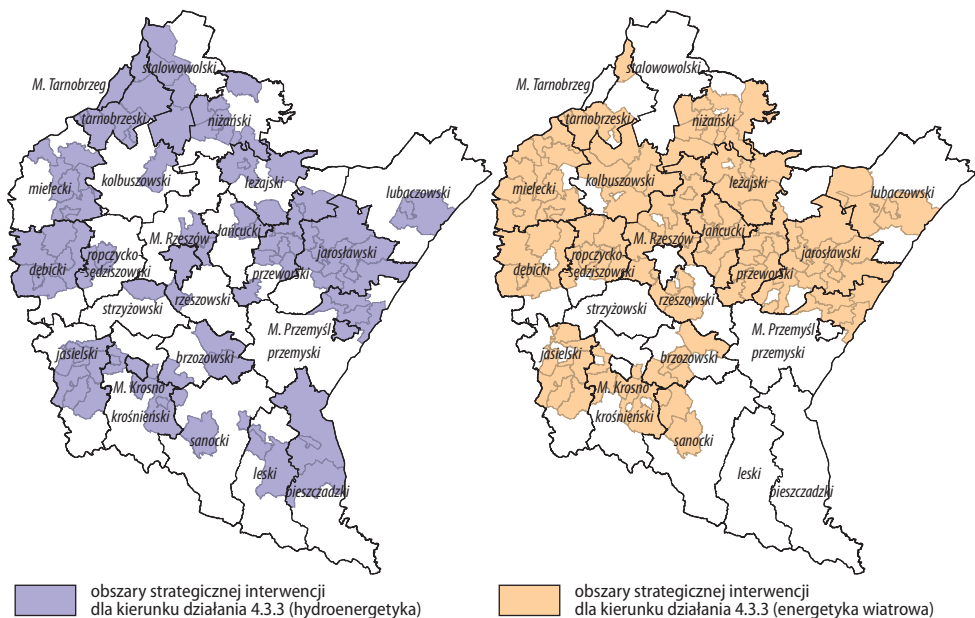 stalowowolski
M. Tarnobrzeg
tarnobrzeski
niżański
mielecki
kolbuszowski
leżajski
lubaczowski
M. Rzeszów
łańcucki
ropczycko-
sędziszowski
dębicki
jarosławski
przeworski
rzeszowski
strzyżowski
M. Przemyśl
przemyski
jasielski
brzozowski
M. Krosno
krośnieński
sanocki
leski
bieszczadzki
obszary strategicznej interwencji
dla kierunku działania 4.3.3 (hydroenergetyka)
stalowowolski
M. Tarnobrzeg
tarnobrzeski
niżański
mielecki
kolbuszowski
leżajski
lubaczowski
M. Rzeszów
łańcucki
ropczycko-
sędziszowski
dębicki
jarosławski
przeworski
rzeszowski
strzyżowski
M. Przemyśl
przemyski
jasielski
brzozowski
M. Krosno
krośnieński
sanocki
leski
bieszczadzki
obszary strategicznej interwencji
dla kierunku działania 4.3.3 (energetyka wiatrowa)